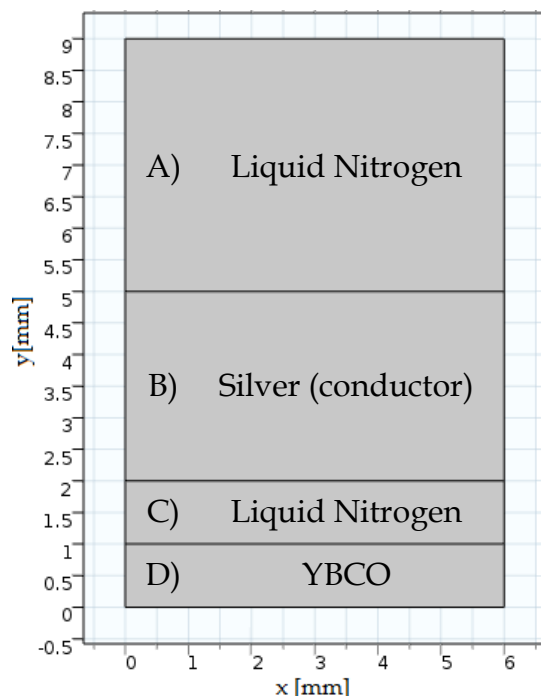 9
8.5
8
7.5
7
6.5
6
5.5
5
4.5
4
3.5
3
2.5
2
1.5
1
0.5
0
-0.5
y[mm]
A) Liquid Nitrogen
B) Silver (conductor)
C) Liquid Nitrogen
D) YBCO
0 1 2 3 4 5 6
x [mm]